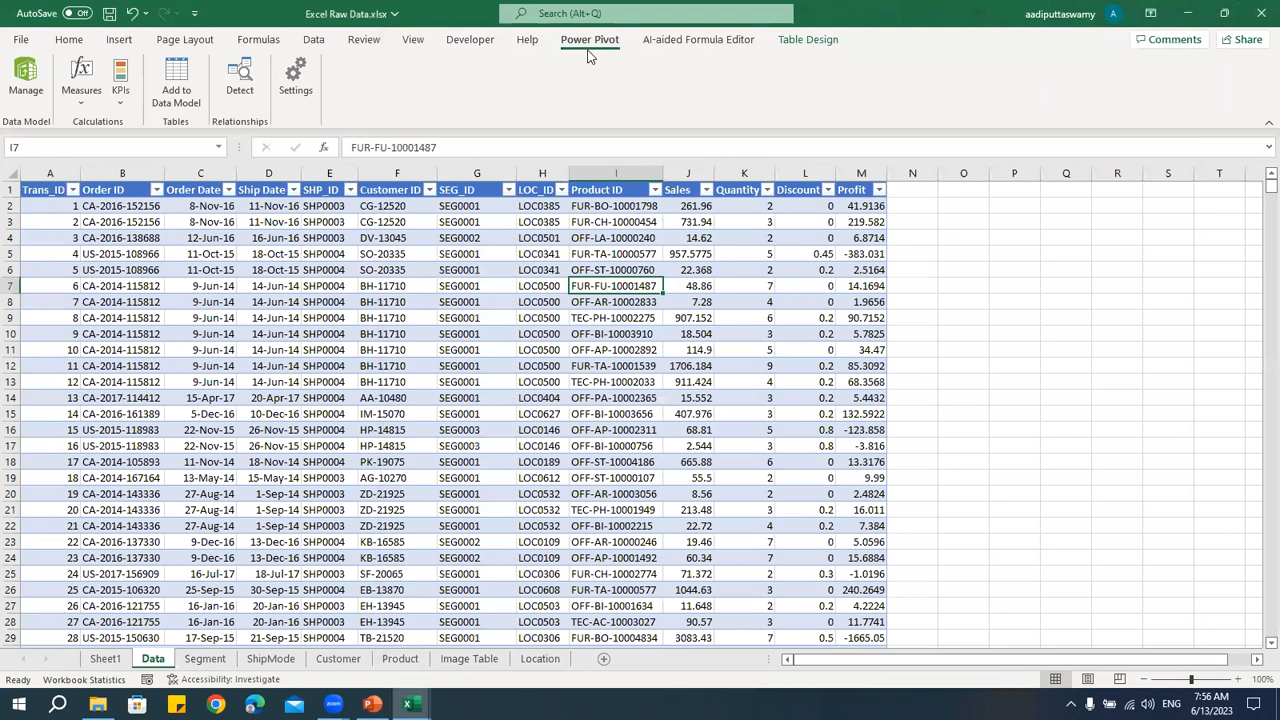 AutoSave Off Excel Raw Data.xlsx Search (Alt+Q) aadiputtaswamy A
File Home Insert Page Layout Formulas Data Review View Developer Help Power Pivot AI-aided Formula Editor Table Design Comments Share
Manage Measures KPIs Add to Data Model Detect Settings
Data Model Calculations Tables Relationships
I7 fx FUR-FU-10001487
A B C D E F G H I J K L M N O P Q R S T
1 Trans_ID Order ID Order Date Ship Date SHP_ID Customer ID SEG_ID LOC_ID Product ID Sales Quantity Discount Profit
2 1 CA-2016-152156 8-Nov-16 11-Nov-16 SHP0003 CG-12520 SEG0001 LOC0385 FUR-BO-10001798 261.96 2 0 41.9136
3 2 CA-2016-152156 8-Nov-16 11-Nov-16 SHP0003 CG-12520 SEG0001 LOC0385 FUR-CH-10000454 731.94 3 0 219.582
4 3 CA-2016-138688 12-Jun-16 16-Jun-16 SHP0003 DV-13045 SEG0002 LOC0501 OFF-LA-10000240 14.62 2 0 6.8714
5 4 US-2015-108966 11-Oct-15 18-Oct-15 SHP0004 SO-20335 SEG0001 LOC0341 FUR-TA-10000577 957.5775 5 0.45 -383.031
6 5 US-2015-108966 11-Oct-15 18-Oct-15 SHP0004 SO-20335 SEG0001 LOC0341 OFF-ST-10000760 22.368 2 0.2 2.5164
7 6 CA-2014-115812 9-Jun-14 14-Jun-14 SHP0004 BH-11710 SEG0001 LOC0500 FUR-FU-10001487 48.86 7 0 14.1694
8 7 CA-2014-115812 9-Jun-14 14-Jun-14 SHP0004 BH-11710 SEG0001 LOC0500 OFF-AR-10002833 7.28 4 0 1.9656
9 8 CA-2014-115812 9-Jun-14 14-Jun-14 SHP0004 BH-11710 SEG0001 LOC0500 TEC-PH-10002275 907.152 6 0.2 90.7152
10 9 CA-2014-115812 9-Jun-14 14-Jun-14 SHP0004 BH-11710 SEG0001 LOC0500 OFF-BI-10003910 18.504 3 0.2 5.7825
11 10 CA-2014-115812 9-Jun-14 14-Jun-14 SHP0004 BH-11710 SEG0001 LOC0500 OFF-AP-10002892 114.9 5 0 34.47
12 11 CA-2014-115812 9-Jun-14 14-Jun-14 SHP0004 BH-11710 SEG0001 LOC0500 FUR-TA-10001539 1706.184 9 0.2 85.3092
13 12 CA-2014-115812 9-Jun-14 14-Jun-14 SHP0004 BH-11710 SEG0001 LOC0500 TEC-PH-10002033 911.424 4 0.2 68.3568
14 13 CA-2017-114412 15-Apr-17 20-Apr-17 SHP0004 AA-10480 SEG0001 LOC0404 OFF-PA-10002365 15.552 3 0.2 5.4432
15 14 CA-2016-161389 5-Dec-16 10-Dec-16 SHP0004 IM-15070 SEG0001 LOC0627 OFF-BI-10003656 407.976 3 0.2 132.5922
16 15 US-2015-118983 22-Nov-15 26-Nov-15 SHP0004 HP-14815 SEG0003 LOC0146 OFF-AP-10002311 68.81 5 0.8 -123.858
17 16 US-2015-118983 22-Nov-15 26-Nov-15 SHP0004 HP-14815 SEG0003 LOC0146 OFF-BI-10000756 2.544 3 0.8 -3.816
18 17 CA-2014-105893 11-Nov-14 18-Nov-14 SHP0004 PK-19075 SEG0001 LOC0189 OFF-ST-10004186 665.88 6 0 13.3176
19 18 CA-2014-167164 13-May-14 15-May-14 SHP0003 AG-10270 SEG0001 LOC0612 OFF-ST-10000107 55.5 2 0 9.99
20 19 CA-2014-143336 27-Aug-14 1-Sep-14 SHP0003 ZD-21925 SEG0001 LOC0532 OFF-AR-10003056 8.56 2 0 2.4824
21 20 CA-2014-143336 27-Aug-14 1-Sep-14 SHP0003 ZD-21925 SEG0001 LOC0532 TEC-PH-10001949 213.48 3 0.2 16.011
22 21 CA-2014-143336 27-Aug-14 1-Sep-14 SHP0003 ZD-21925 SEG0001 LOC0532 OFF-BI-10002215 22.72 4 0.2 7.384
23 22 CA-2016-137330 9-Dec-16 13-Dec-16 SHP0004 KB-16585 SEG0002 LOC0109 OFF-AR-10000246 19.46 7 0 5.0596
24 23 CA-2016-137330 9-Dec-16 13-Dec-16 SHP0004 KB-16585 SEG0002 LOC0109 OFF-AP-10001492 60.34 7 0 15.6884
25 24 US-2017-156909 16-Jul-17 18-Jul-17 SHP0003 SF-20065 SEG0001 LOC0306 FUR-CH-10002774 71.372 2 0.3 -1.0196
26 25 CA-2015-106320 25-Sep-15 30-Sep-15 SHP0004 EB-13870 SEG0001 LOC0608 FUR-TA-10000577 1044.63 3 0 240.2649
27 26 CA-2016-121755 16-Jan-16 20-Jan-16 SHP0003 EH-13945 SEG0001 LOC0503 OFF-BI-10001634 11.648 2 0.2 4.2224
28 27 CA-2016-121755 16-Jan-16 20-Jan-16 SHP0003 EH-13945 SEG0001 LOC0503 TEC-AC-10003027 90.57 3 0 11.7741
29 28 US-2015-150630 17-Sep-15 21-Sep-15 SHP0004 TB-21520 SEG0001 LOC0306 FUR-BO-10004834 3083.43 7 0.5 -1665.05
Sheet1 Data Segment ShipMode Customer Product Image Table Location
Ready Workbook Statistics Accessibility: Investigate 100%
zoom ENG 7:56 AM
6/13/2023